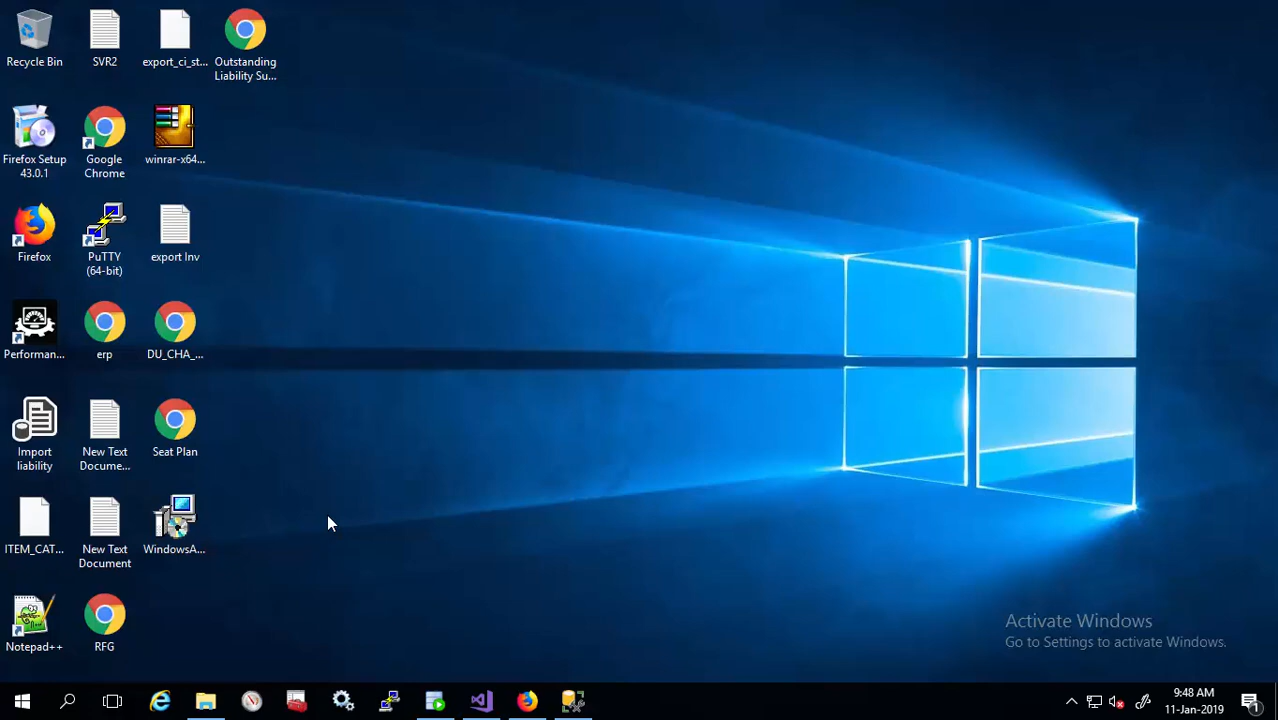 Recycle Bin
SVR2
export_ci_st...
Outstanding
Liability Su...
Firefox Setup
43.0.1
Google
Chrome
winrar-x64...
Firefox
PuTTY
(64-bit)
export Inv
Performan...
erp
DU_CHA_...
Import
liability
New Text
Docume...
Seat Plan
ITEM_CAT...
New Text
Document
WindowsA...
Notepad++
RFG
Activate Windows
Go to Settings to activate Windows.
9:48 AM
11-Jan-2019
1